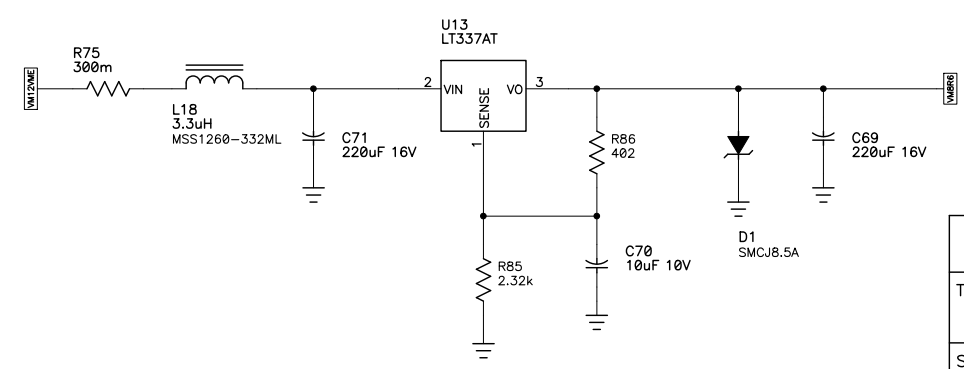 U13
LT337AT
R75
300m
VM12VME
2
VIN
VO
3
VM8R6
SENSE
L18
3.3uH
MSS1260-332ML
C71
220uF 16V
1
R86
402
C69
220uF 16V
D1
SMCJ8.5A
R85
2.32k
C70
10uF 10V
T
S